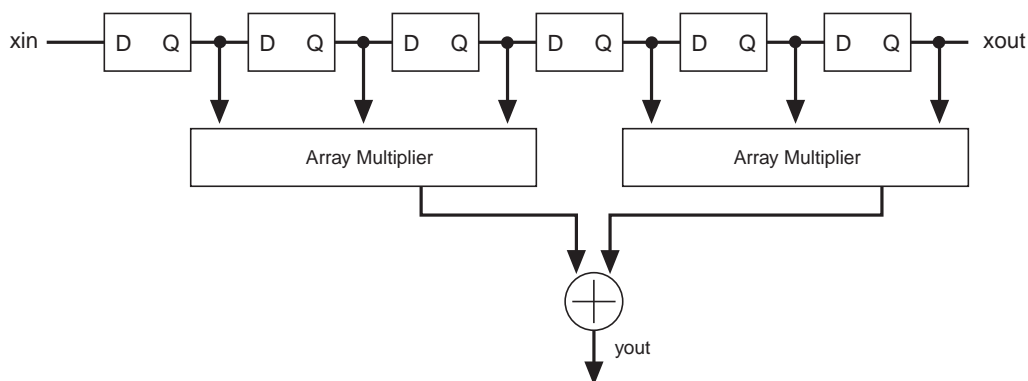 xin D Q D Q D Q D Q D Q D Q xout
Array Multiplier Array Multiplier
yout